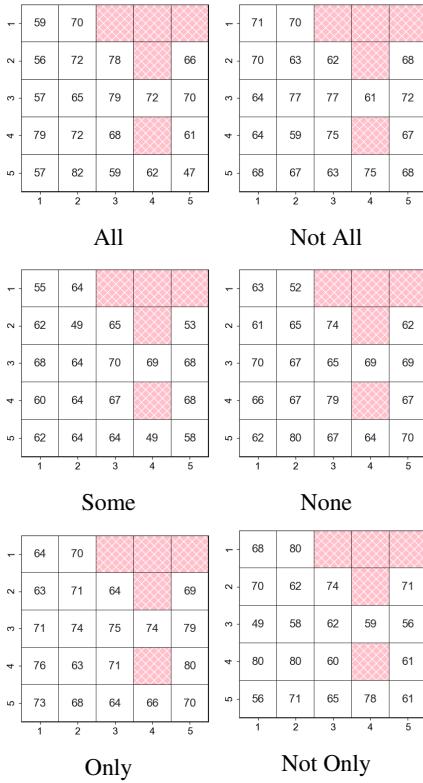 1 59 70
2 56 72 78 66
3 57 65 79 72 70
4 79 72 68 61
5 57 82 59 62 47
1 2 3 4 5
All
1 71 70
2 70 63 62 68
3 64 77 77 61 72
4 64 59 75 67
5 68 67 63 75 68
1 2 3 4 5
Not All
1 55 64
2 62 49 65 53
3 68 64 70 69 68
4 60 64 67 68
5 62 64 64 49 58
1 2 3 4 5
Some
1 63 52
2 61 65 74 62
3 70 67 65 69 69
4 66 67 79 67
5 62 80 67 64 70
1 2 3 4 5
None
1 64 70
2 63 71 64 69
3 71 74 75 74 79
4 76 63 71 80
5 73 68 64 66 70
1 2 3 4 5
Only
1 68 80
2 70 62 74 71
3 49 58 62 59 56
4 80 80 60 61
5 56 71 65 78 61
1 2 3 4 5
Not Only